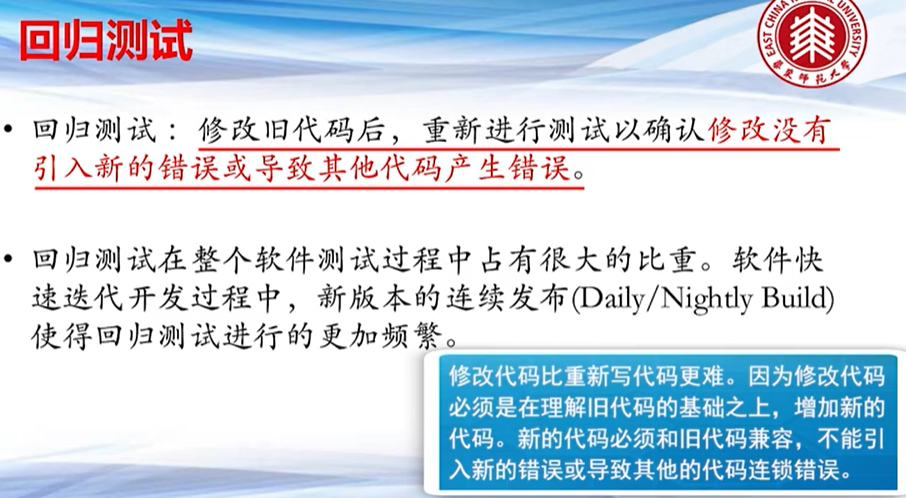 回归测试
EAST CHINA NORMAL UNIVERSITY
華東師範大學
• 回归测试：修改旧代码后，重新进行测试以确认修改没有
引入新的错误或导致其他代码产生错误。
• 回归测试在整个软件测试过程中占有很大的比重。软件快
速迭代开发过程中，新版本的连续发布(Daily/Nightly Build)
使得回归测试进行的更加频繁。
修改代码比重新写代码更难。因为修改代码
必须是在理解旧代码的基础之上，增加新的
代码。新的代码必须和旧代码兼容，不能引
入新的错误或导致其他的代码连锁错误。